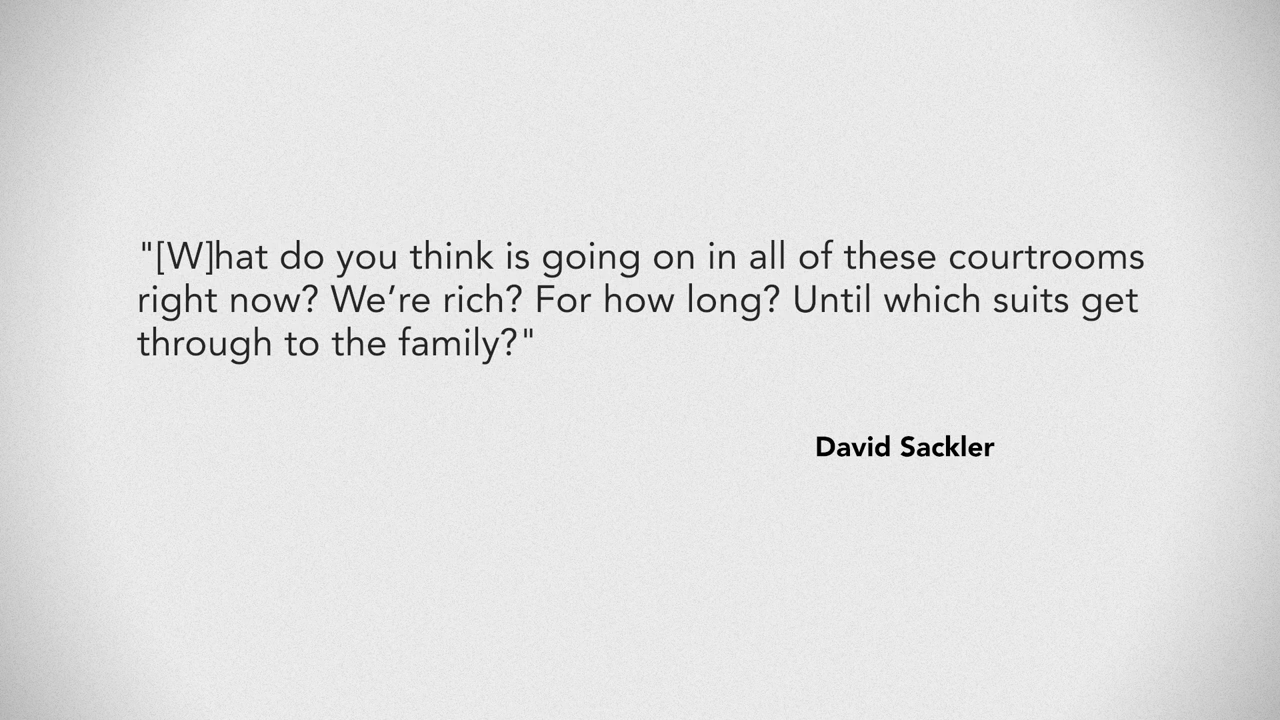 "[W]hat do you think is going on in all of these courtrooms
right now? We’re rich? For how long? Until which suits get
through to the family?"
David Sackler